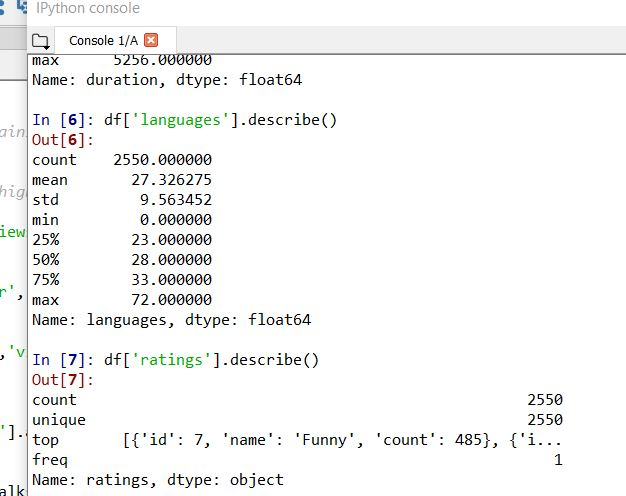 IPython console
Console 1/A
max 5256.000000
Name: duration, dtype: float64
In [6]: df['languages'].describe()
Out[6]:
count 2550.000000
mean 27.326275
std 9.563452
min 0.000000
25% 23.000000
50% 28.000000
75% 33.000000
max 72.000000
Name: languages, dtype: float64
In [7]: df['ratings'].describe()
Out[7]:
count 2550
unique 2550
top [{'id': 7, 'name': 'Funny', 'count': 485}, {'i...
freq 1
Name: ratings, dtype: object